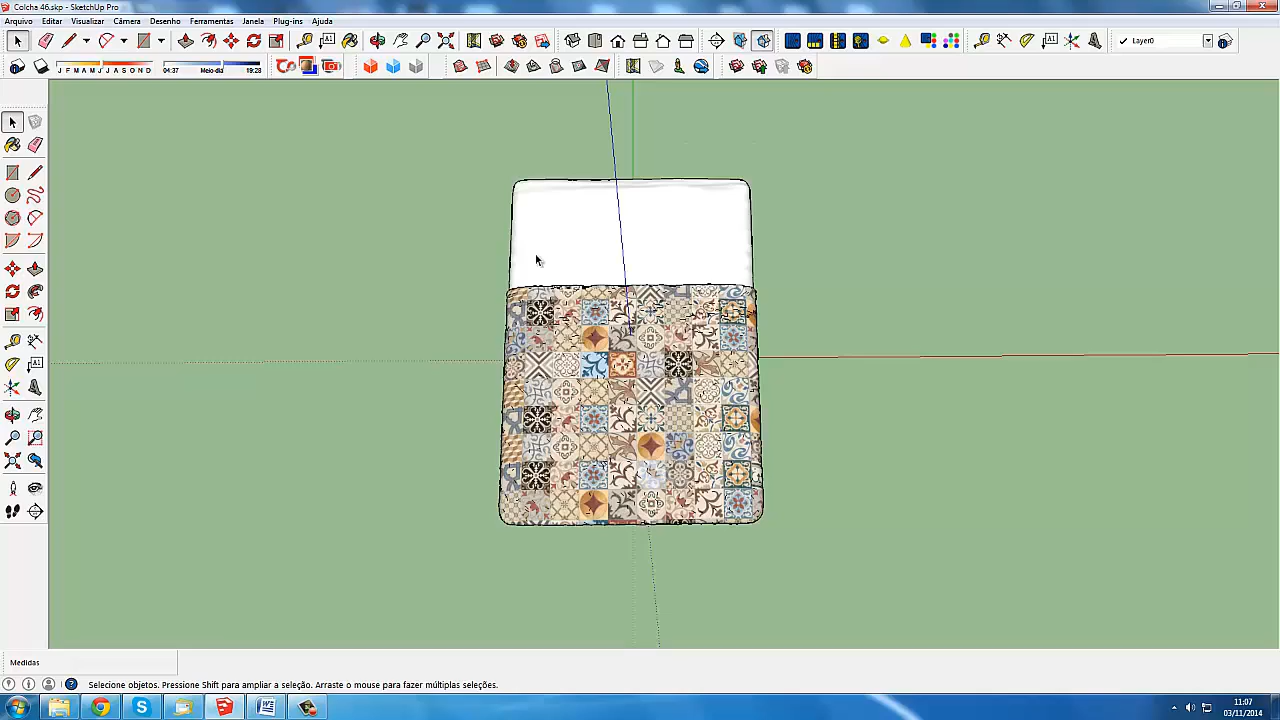 Colcha 46.skp - SketchUp Pro
Arquivo Editar Visualizar Câmera Desenho Ferramentas Janela Plug-ins Ajuda
Layer0
J F M A M J J A S O N D 04:37 Meio-dia 19:28
Medidas
Selecione objetos. Pressione Shift para ampliar a seleção. Arraste o mouse para fazer múltiplas seleções.
11:07
03/11/2014